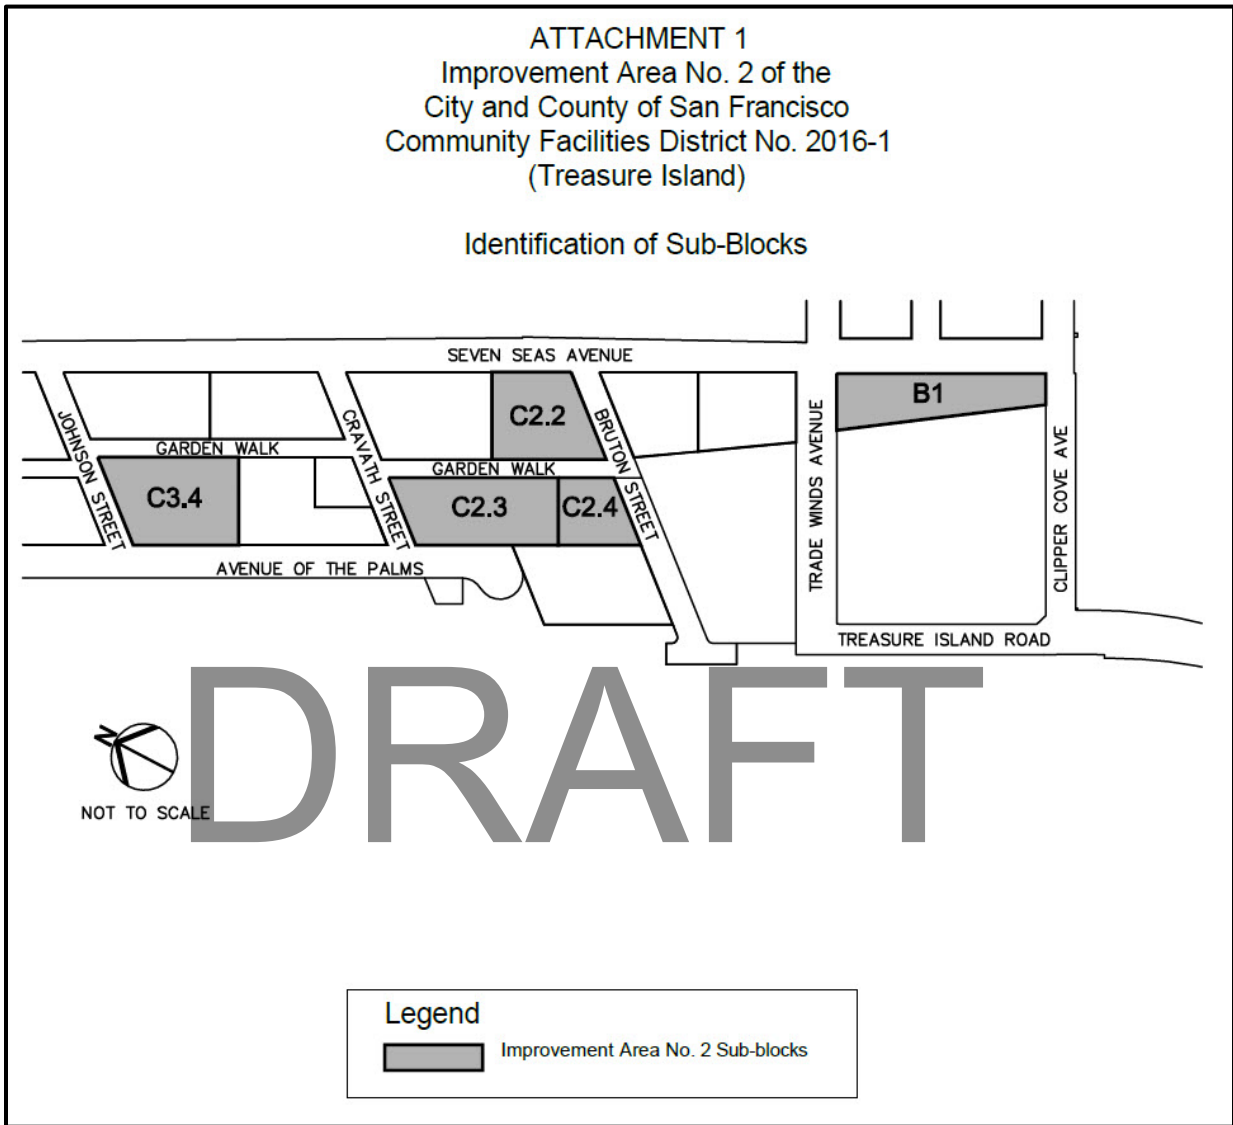 ATTACHMENT 1
Improvement Area No. 2 of the
City and County of San Francisco
Community Facilities District No. 2016-1
(Treasure Island)
Identification of Sub-Blocks
SEVEN SEAS AVENUE
JOHNSON STREET
GARDEN WALK
CRAVATH STREET
C2.2
BRUTON STREET
GARDEN WALK
C3.4
C2.3
C2.4
AVENUE OF THE PALMS
TRADE WINDS AVENUE
B1
CLIPPER COVE AVE
TREASURE ISLAND ROAD
DRAFT
N
NOT TO SCALE
Legend
Improvement Area No. 2 Sub-blocks